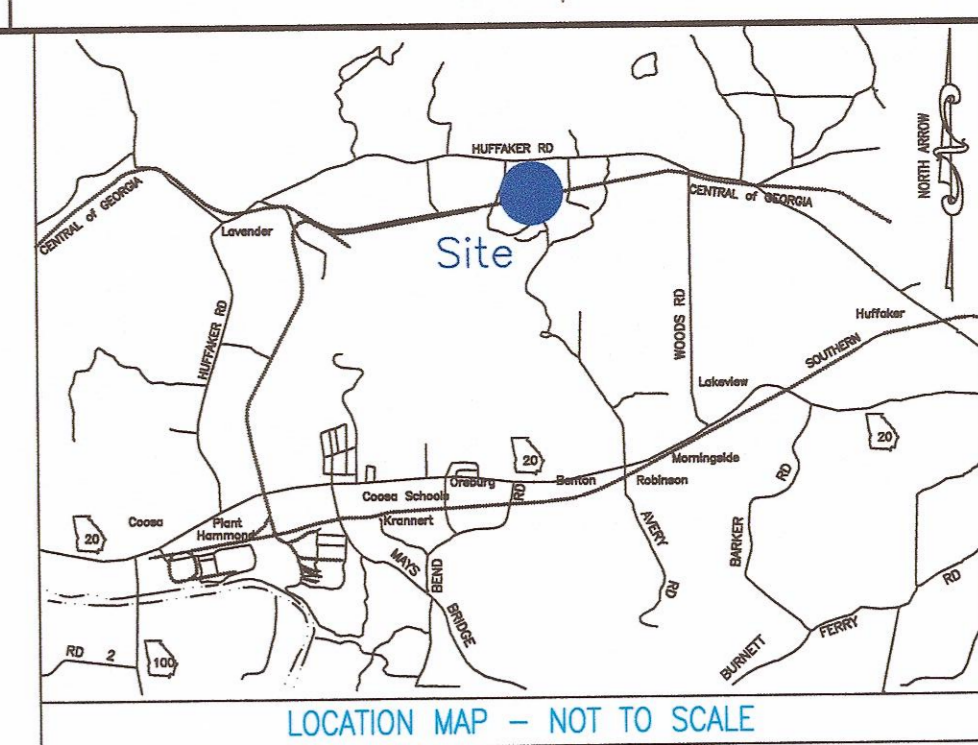 HUFFAKER RD
NORTH ARROW
CENTRAL of GEORGIA
CENTRAL of GEORGIA
Lavender
Site
HUFFAKER RD
WOODS RD
Huffaker
SOUTHERN
Lakeview
20
20
Morningside
Oreburg
Benton
Robinson
RD
RD
Coosa Schools
Coosa
Plant
Hammond
Krannert
20
AVERY
RD
BARKER
MAYS
BEND
BRIDGE
RD
BURNETT
FERRY
RD 2
100
LOCATION MAP – NOT TO SCALE